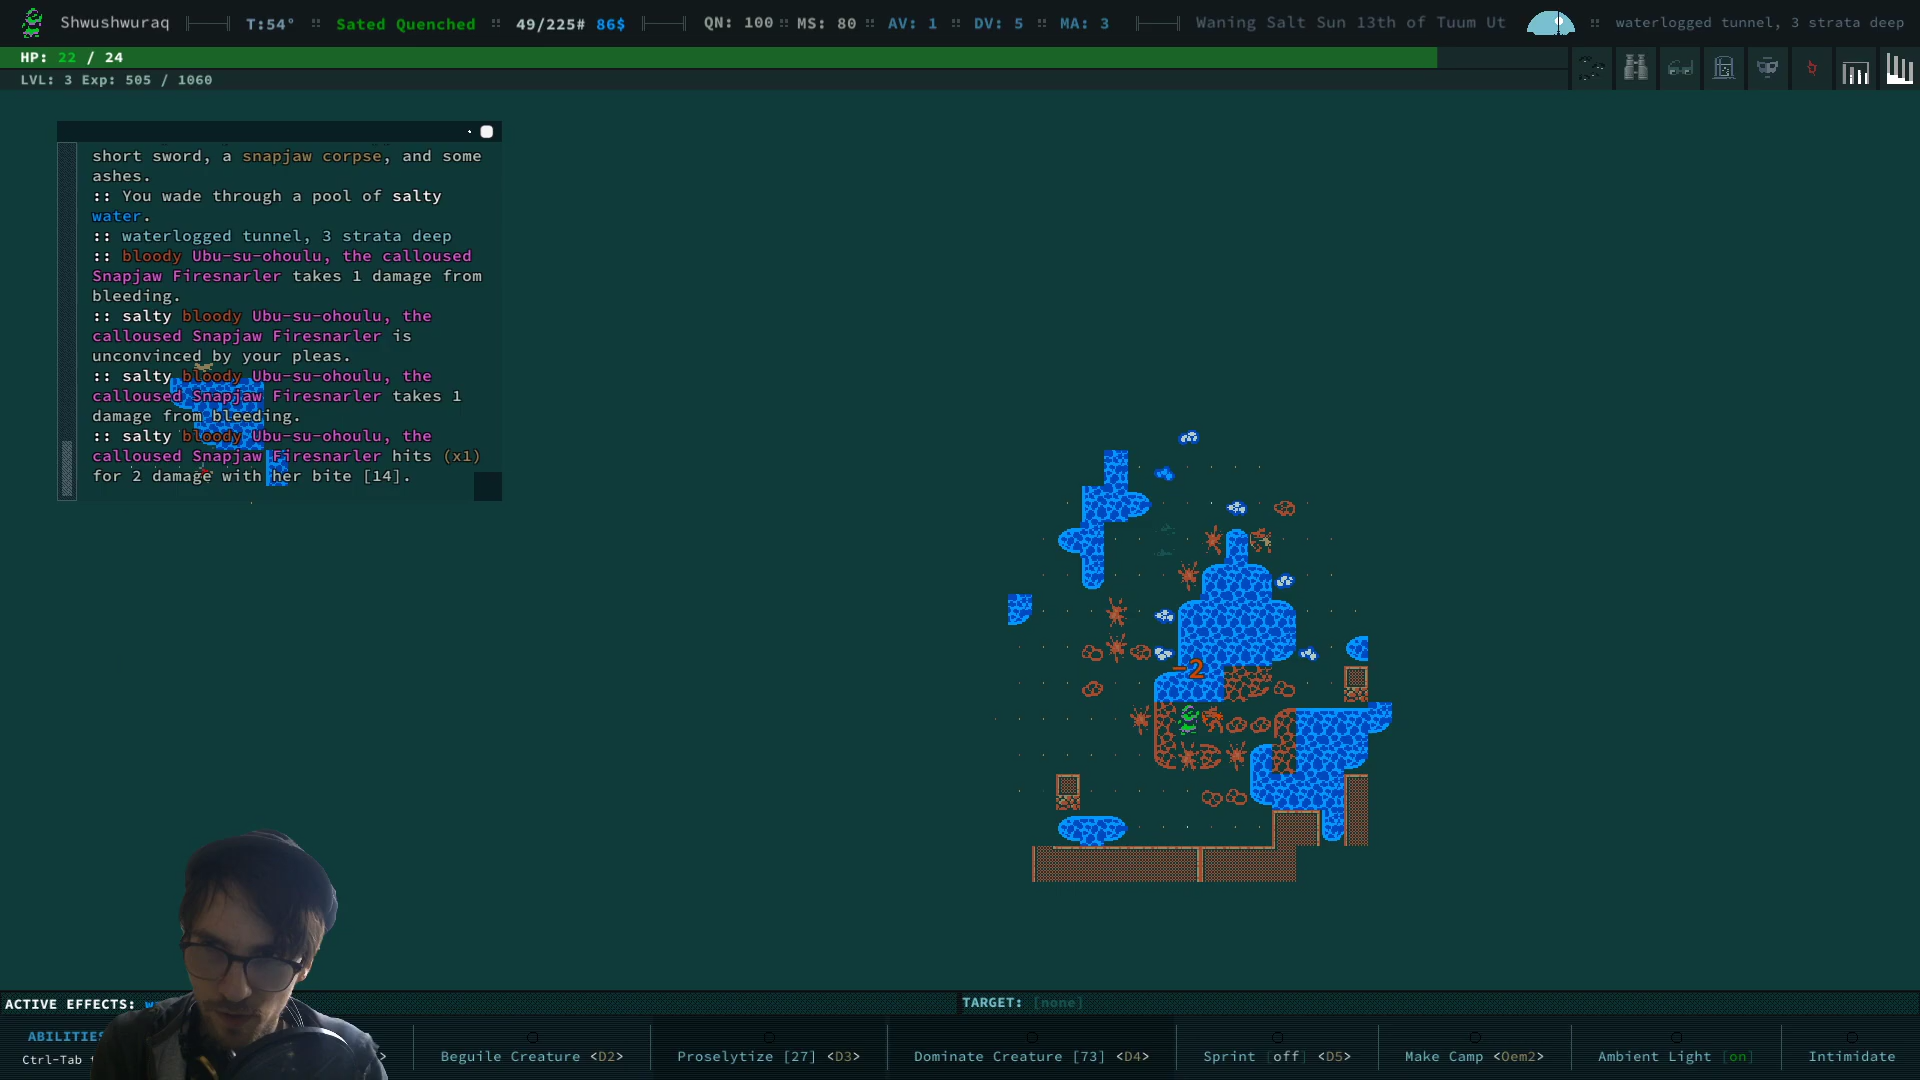 Shwushwuraq T:54° :: Sated Quenched :: 49/225# 86$ QN: 100 :: MS: 80 :: AV: 1 :: DV: 5 :: MA: 3 Waning Salt Sun 13th of Tuum Ut :: waterlogged tunnel, 3 strata deep
HP: 22 / 24
LVL: 3 Exp: 505 / 1060
short sword, a snapjaw corpse, and some
ashes.
:: You wade through a pool of salty
water.
:: waterlogged tunnel, 3 strata deep
:: bloody Ubu-su-ohoulu, the calloused
Snapjaw Firesnarler takes 1 damage from
bleeding.
:: salty bloody Ubu-su-ohoulu, the
calloused Snapjaw Firesnarler is
unconvinced by your pleas.
:: salty bloody Ubu-su-ohoulu, the
calloused Snapjaw Firesnarler takes 1
damage from bleeding.
:: salty bloody Ubu-su-ohoulu, the
calloused Snapjaw Firesnarler hits (x1)
for 2 damage with her bite [14].
-2
ACTIVE EFFECTS:
TARGET: [none]
ABILITIES
Ctrl-Tab
Beguile Creature <D2> Proselytize [27] <D3> Dominate Creature [73] <D4> Sprint [off] <D5> Make Camp <Oem2> Ambient Light [on] Intimidate